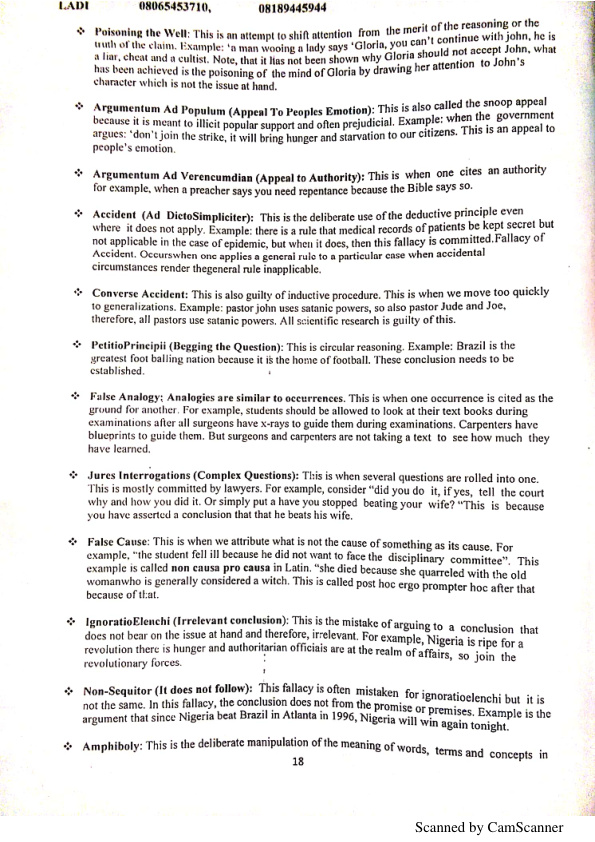 LADI 08065453710, 08189445944
❖ Poisoning the Well: This is an attempt to shift attention from the merit of the reasoning or the
truth of the claim. Example: ‘a man wooing a lady says ‘Gloria, you can't continue with john, he is
a liar, cheat and a cultist. Note, that it has not been shown why Gloria should not accept John, what
has been achieved is the poisoning of the mind of Gloria by drawing her attention to John's
character which is not the issue at hand.
❖ Argumentum Ad Populum (Appeal To Peoples Emotion): This is also called the snoop appeal
because it is meant to illicit popular support and often prejudicial. Example: when the government
argues: ‘don't join the strike, it will bring hunger and starvation to our citizens. This is an appeal to
people's emotion.
❖ Argumentum Ad Verencumdian (Appeal to Authority): This is when one cites an authority
for example, when a preacher says you need repentance because the Bible says so.
❖ Accident (Ad DictoSimpliciter): This is the deliberate use of the deductive principle even
where it does not apply. Example: there is a rule that medical records of patients be kept secret but
not applicable in the case of epidemic, but when it does, then this fallacy is committed.Fallacy of
Accident. Occurswhen one applies a general rule to a particular case when accidental
circumstances render thegeneral rule inapplicable.
❖ Converse Accident: This is also guilty of inductive procedure. This is when we move too quickly
to generalizations. Example: pastor john uses satanic powers, so also pastor Jude and Joe,
therefore, all pastors use satanic powers. All scientific research is guilty of this.
❖ PetitioPrincipii (Begging the Question): This is circular reasoning. Example: Brazil is the
greatest foot balling nation because it is the home of football. These conclusion needs to be
established.
❖ False Analogy; Analogies are similar to occurrences. This is when one occurrence is cited as the
ground for another. For example, students should be allowed to look at their text books during
examinations after all surgeons have x-rays to guide them during examinations. Carpenters have
blueprints to guide them. But surgeons and carpenters are not taking a text to see how much they
have learned.
❖ Jures Interrogations (Complex Questions): This is when several questions are rolled into one.
This is mostly committed by lawyers. For example, consider “did you do it, if yes, tell the court
why and how you did it. Or simply put a have you stopped beating your wife? “This is because
you have asserted a conclusion that that he beats his wife.
❖ False Cause: This is when we attribute what is not the cause of something as its cause. For
example, “the student fell ill because he did not want to face the disciplinary committee”. This
example is called non causa pro causa in Latin. “she died because she quarreled with the old
womanwho is generally considered a witch. This is called post hoc ergo prompter hoc after that
because of that.
❖ IgnoratioElenchi (Irrelevant conclusion): This is the mistake of arguing to a conclusion that
does not bear on the issue at hand and therefore, irrelevant. For example, Nigeria is ripe for a
revolution there is hunger and authoritarian officials are at the realm of affairs, so join the
revolutionary forces.
❖ Non-Sequitor (It does not follow): This fallacy is often mistaken for ignoratioelenchi but it is
not the same. In this fallacy, the conclusion does not from the promise or premises. Example is the
argument that since Nigeria beat Brazil in Atlanta in 1996, Nigeria will win again tonight.
❖ Amphiboly: This is the deliberate manipulation of the meaning of words, terms and concepts in
18
Scanned by CamScanner